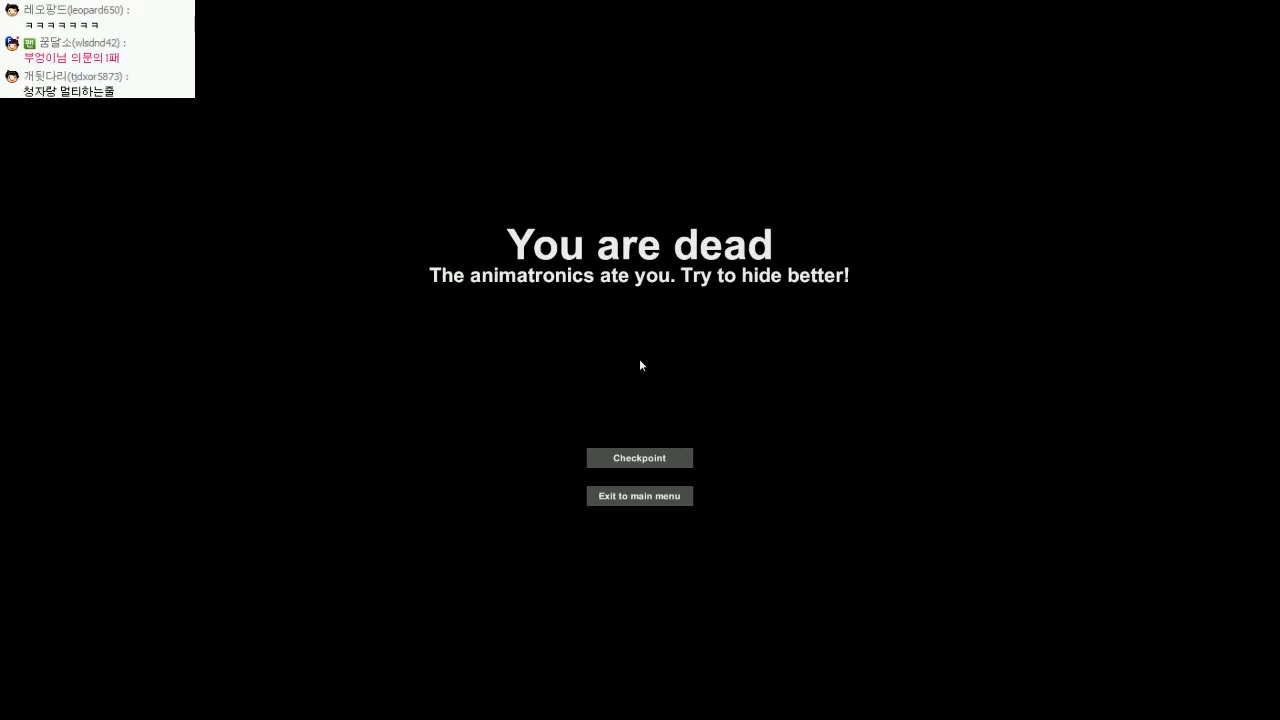 레오팡드(leopard650) :
ㅋㅋㅋㅋㅋㅋㅋ
팬 꿈달소(wlsdnd42) :
부엉이님 의문의 1패
개뒷다리(tjdxor5873) :
청자랑 멀티하는줄
You are dead
The animatronics ate you. Try to hide better!
Checkpoint
Exit to main menu